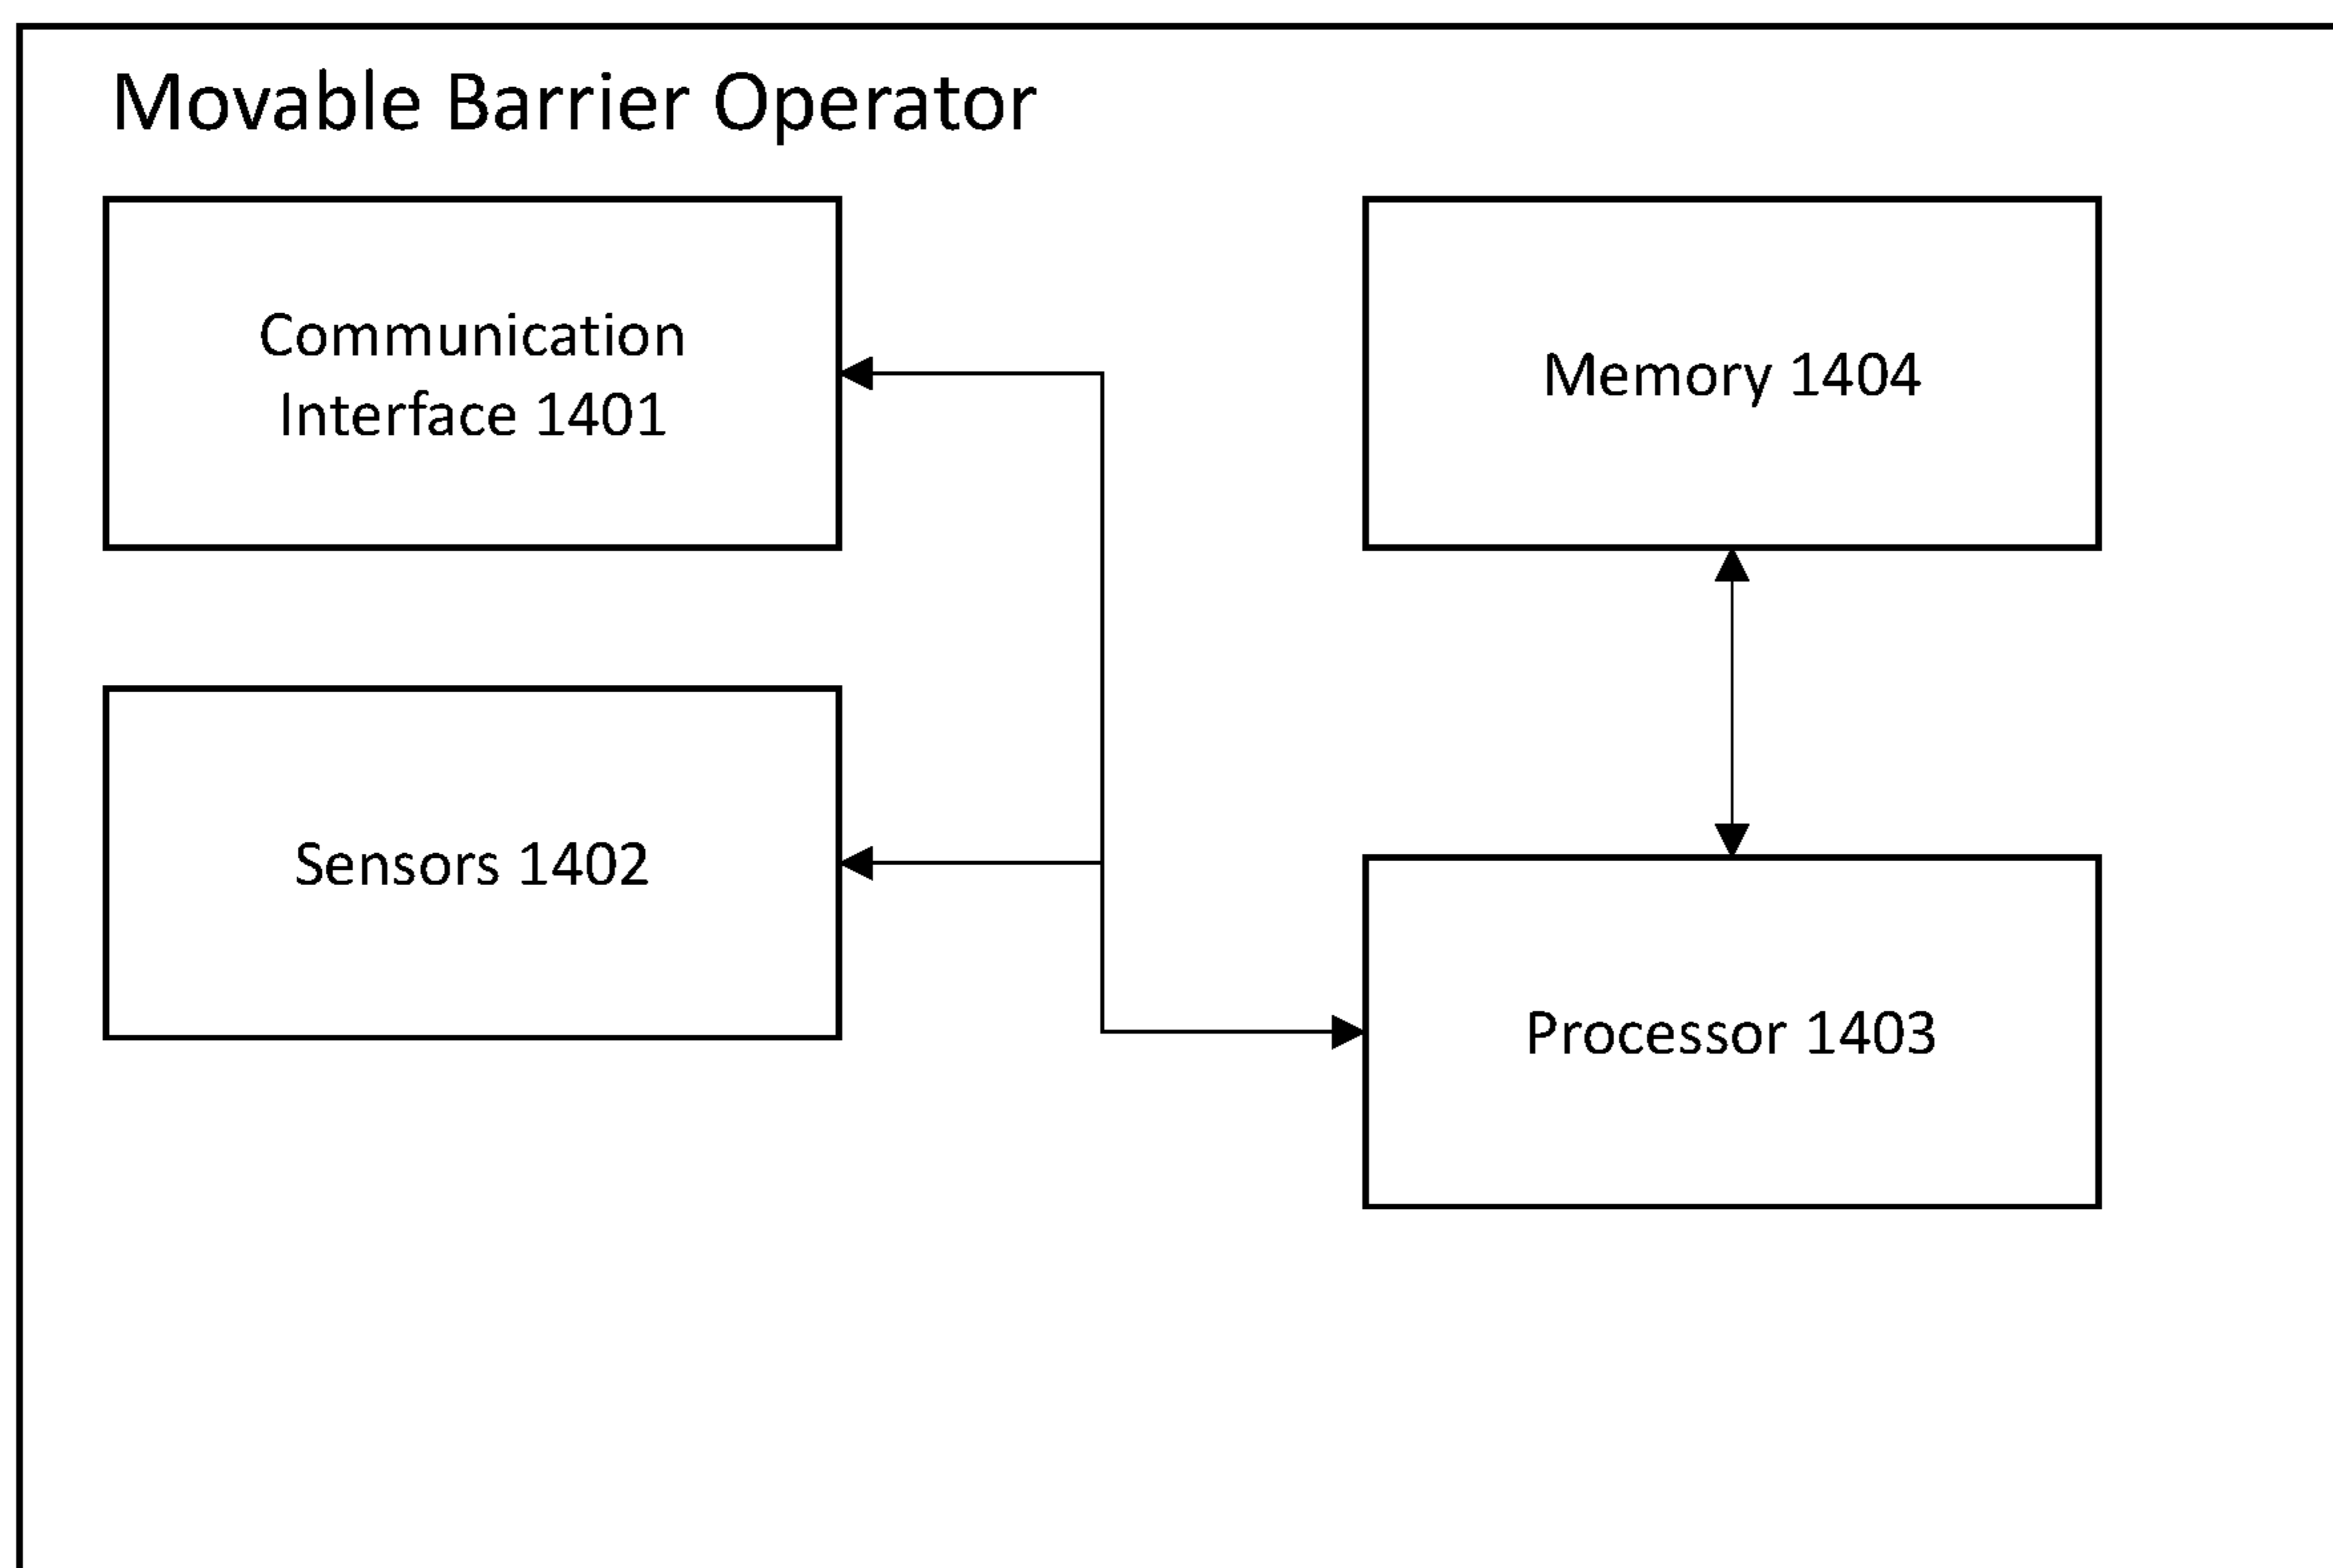 Movable Barrier Operator
Communication
Interface 1401
Memory 1404
Sensors 1402
Processor 1403